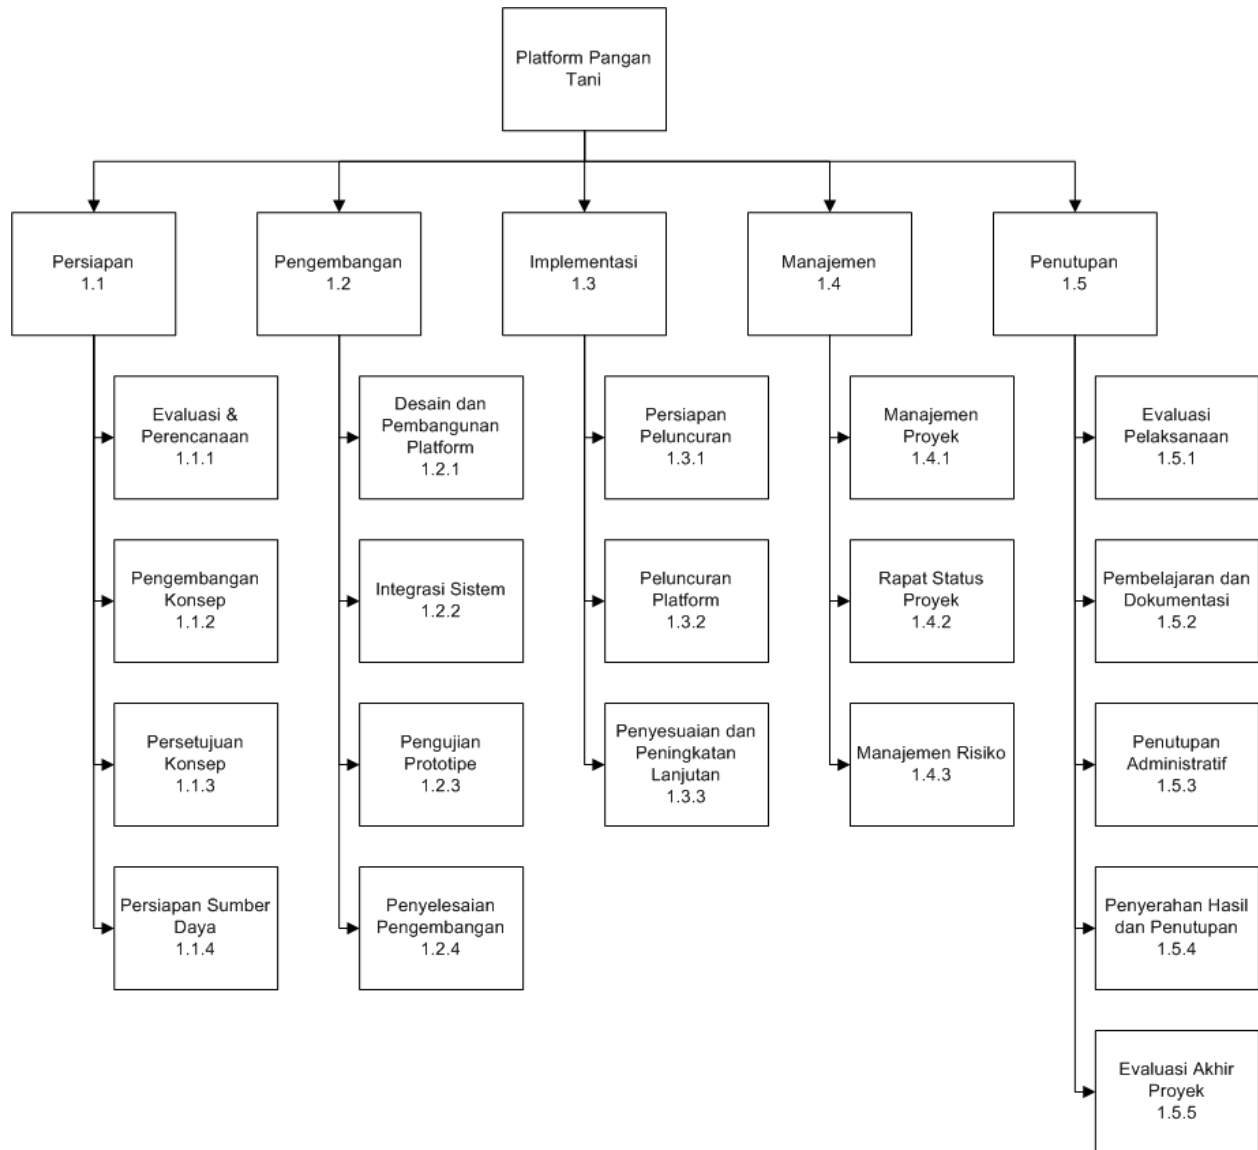 Platform Pangan
Tani
Persiapan
1.1
Pengembangan
1.2
Implementasi
1.3
Manajemen
1.4
Penutupan
1.5
Evaluasi &
Perencanaan
1.1.1
Desain dan
Pembangunan
Platform
1.2.1
Persiapan
Peluncuran
1.3.1
Manajemen
Proyek
1.4.1
Evaluasi
Pelaksanaan
1.5.1
Pengembangan
Konsep
1.1.2
Integrasi Sistem
1.2.2
Peluncuran
Platform
1.3.2
Rapat Status
Proyek
1.4.2
Pembelajaran dan
Dokumentasi
1.5.2
Persetujuan
Konsep
1.1.3
Pengujian
Prototipe
1.2.3
Penyesuaian dan
Peningkatan
Lanjutan
1.3.3
Manajemen Risiko
1.4.3
Penutupan
Administratif
1.5.3
Persiapan Sumber
Daya
1.1.4
Penyelesaian
Pengembangan
1.2.4
Penyerahan Hasil
dan Penutupan
1.5.4
Evaluasi Akhir
Proyek
1.5.5